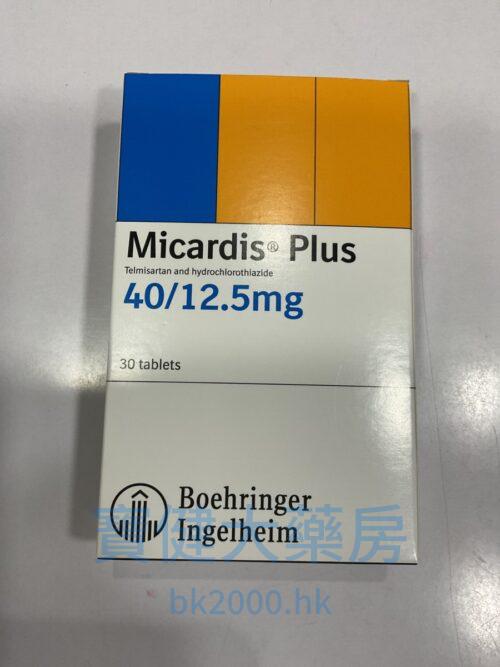 Micardis® Plus
Telmisartan and hydrochlorothiazide
40/12.5mg
30 tablets
Boehringer
Ingelheim
寶健大藥房
bk2000.hk